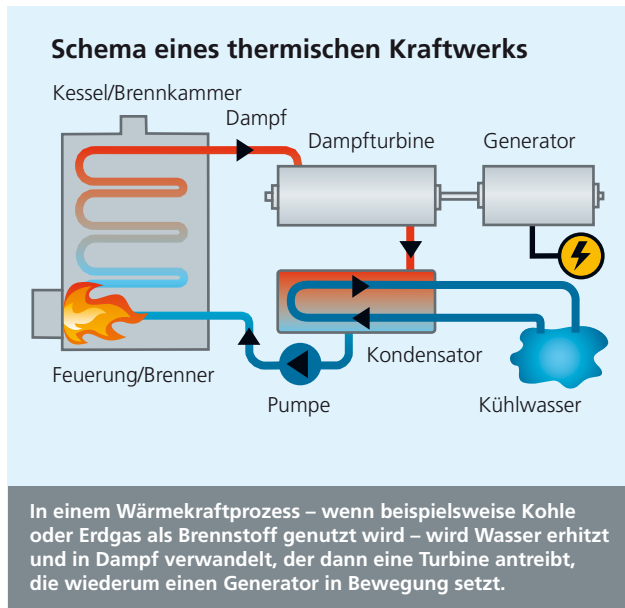 Schema eines thermischen Kraftwerks
Kessel/Brennkammer
Dampf
Dampfturbine
Generator
Kondensator
Feuerung/Brenner
Pumpe
Kühlwasser
In einem Wärmekraftprozess – wenn beispielsweise Kohle
oder Erdgas als Brennstoff genutzt wird – wird Wasser erhitzt
und in Dampf verwandelt, der dann eine Turbine antreibt,
die wiederum einen Generator in Bewegung setzt.